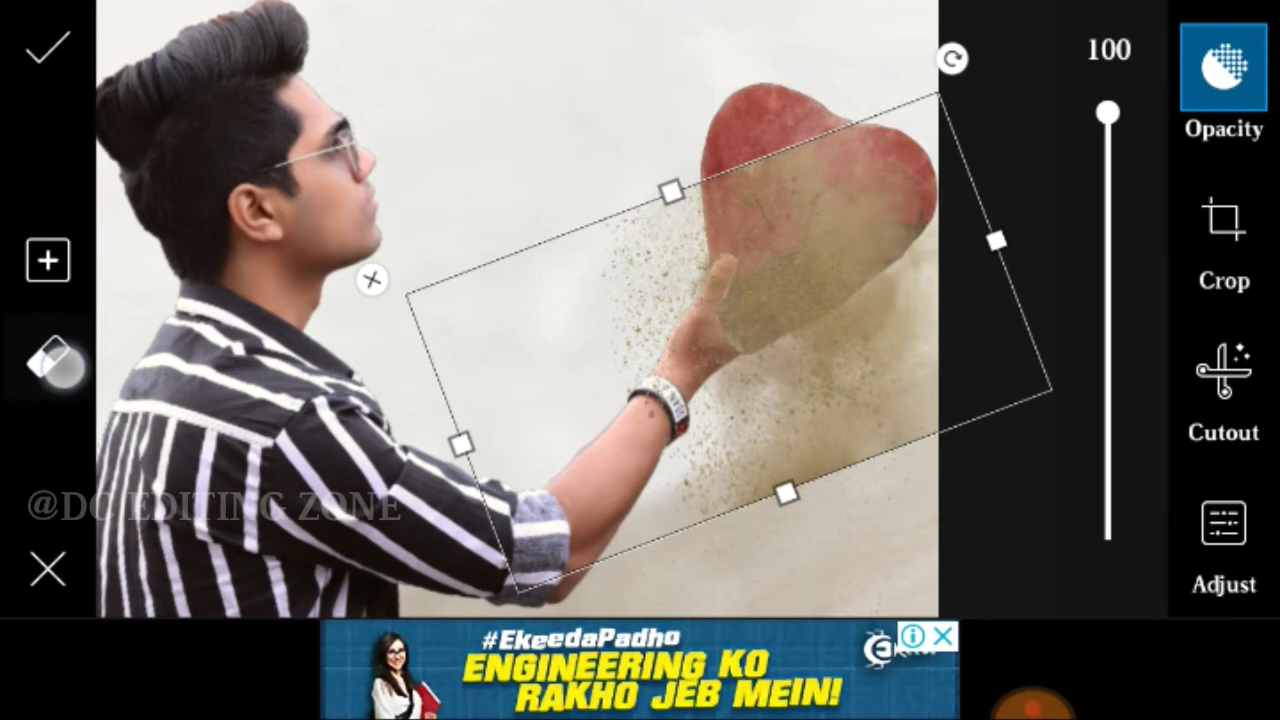 100
Opacity
Crop
Cutout
Adjust
@DC EDITING ZONE
#EkeedaPadho
ENGINEERING KO
RAKHO JEB MEIN!